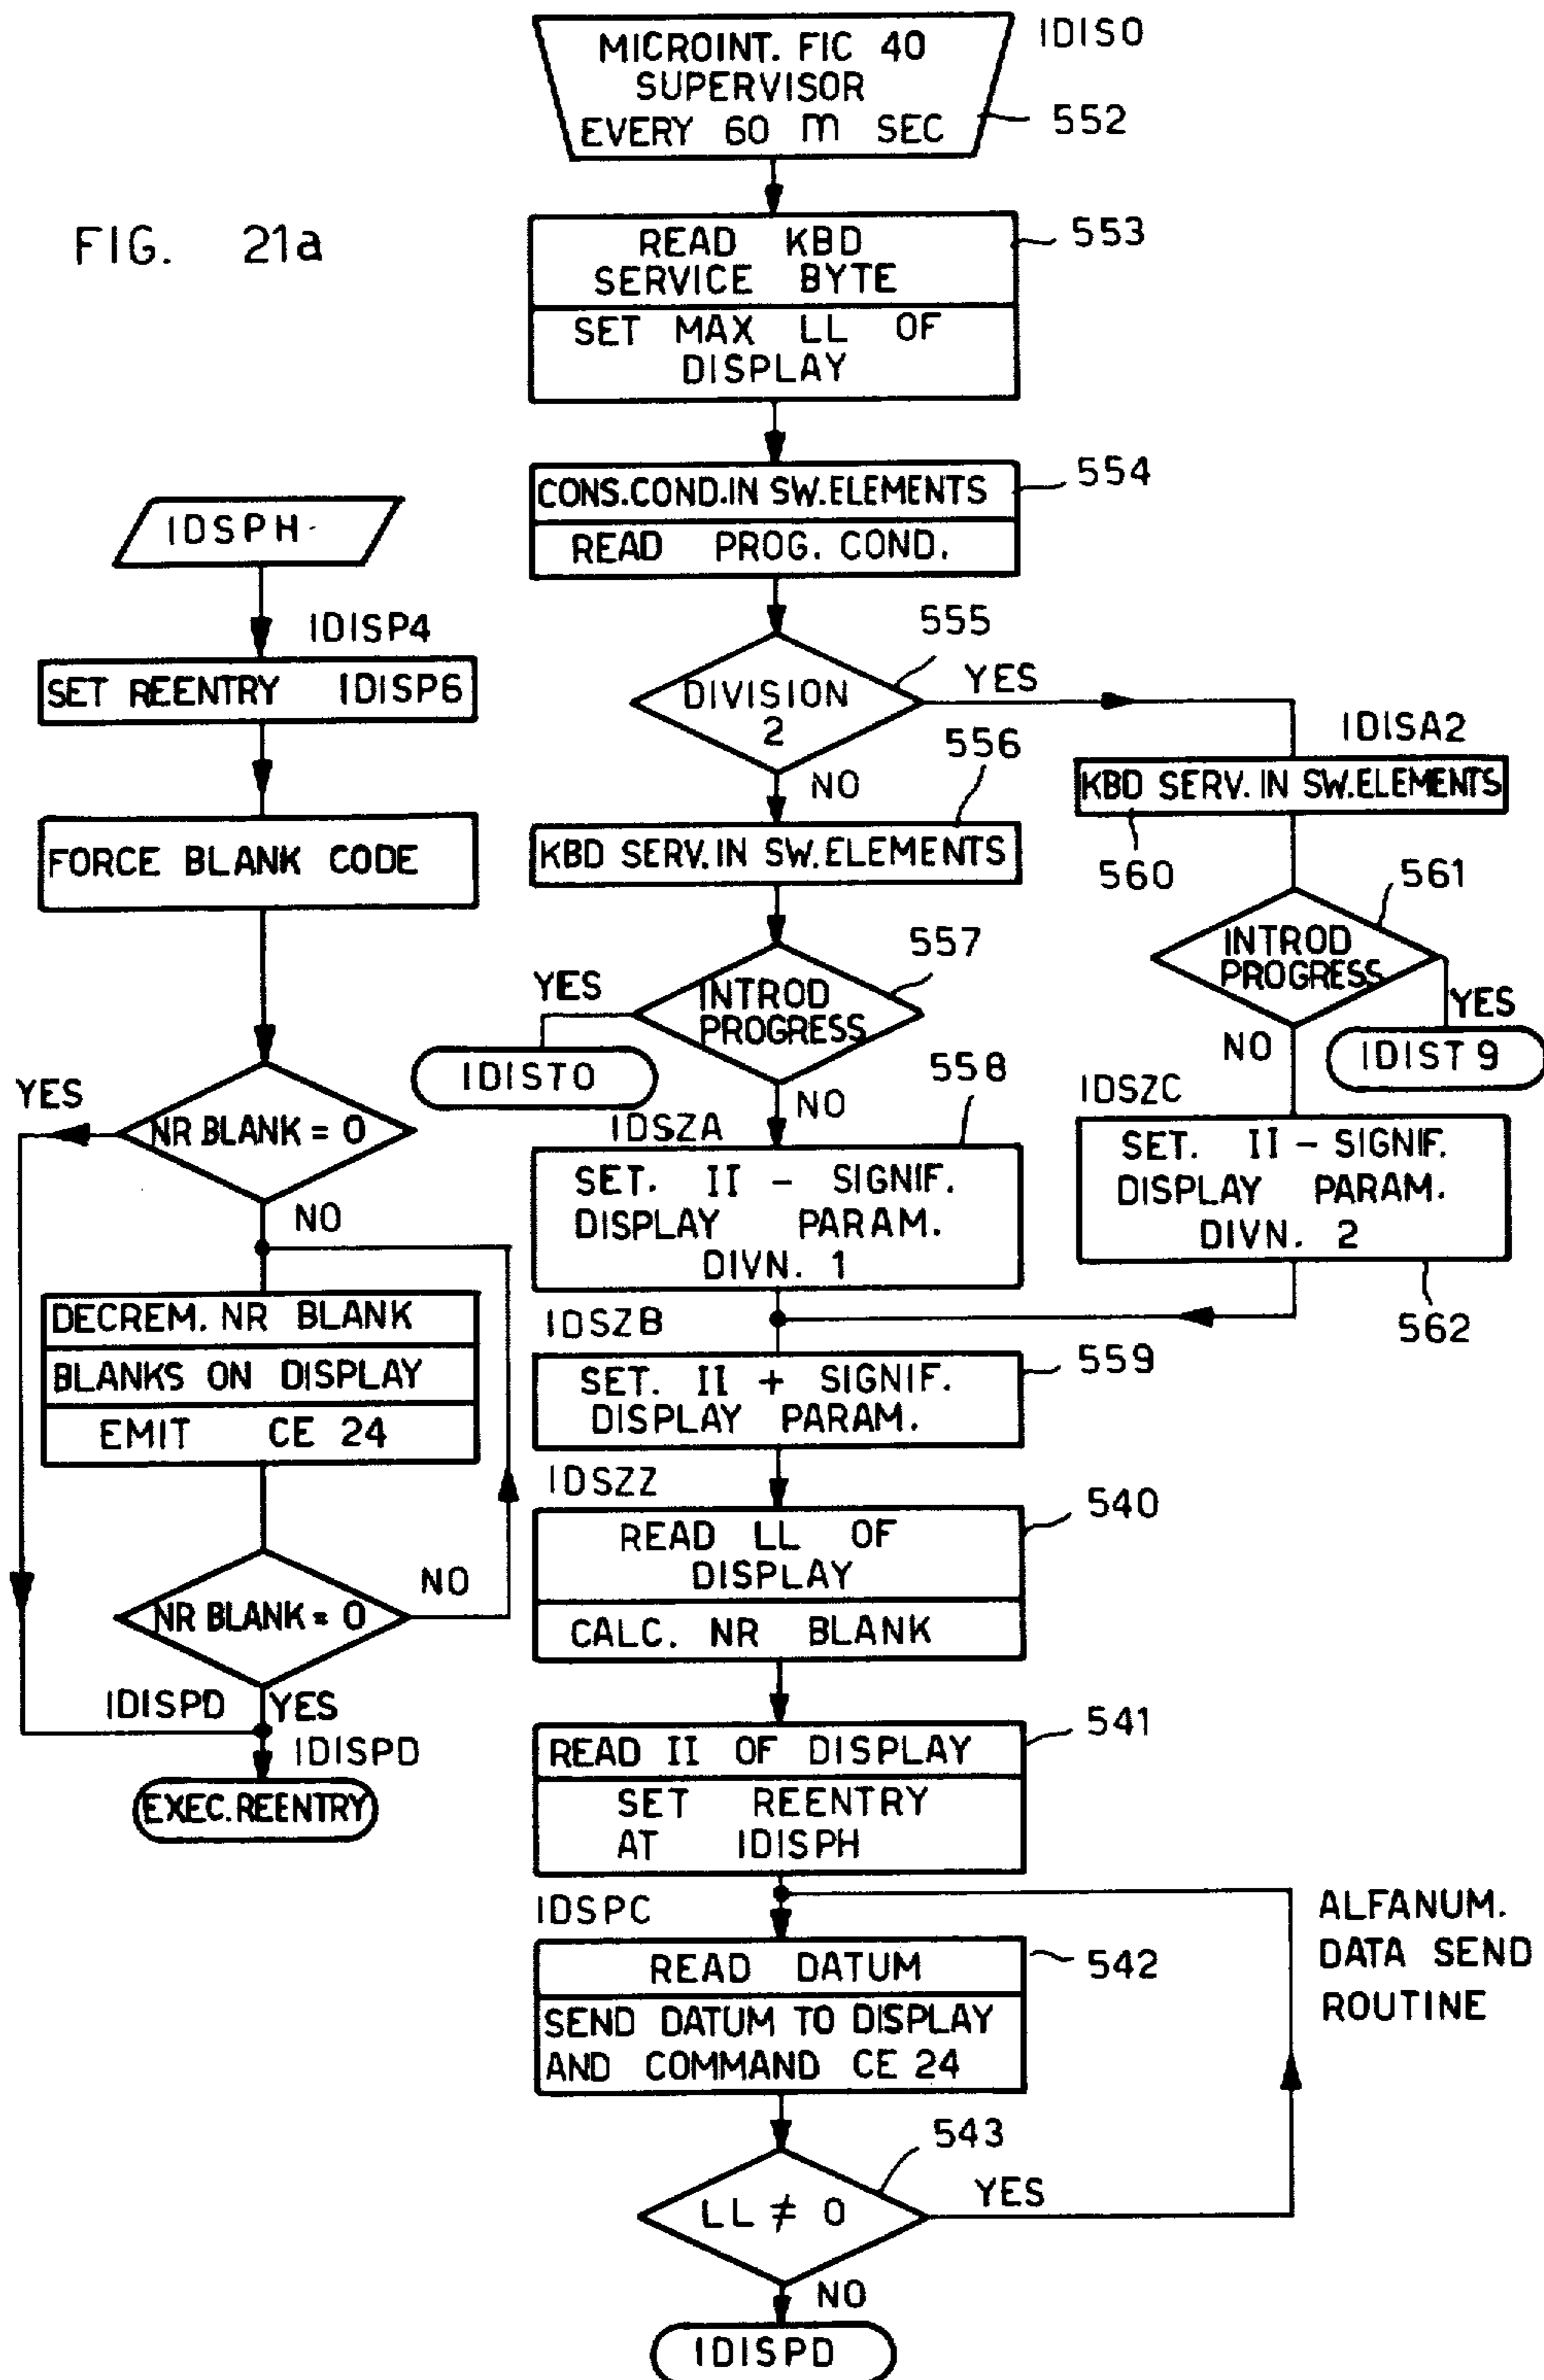 FIG. 21a
MICROINT. FIC 40
SUPERVISOR
EVERY 60 m SEC
IDISO
552
READ KBD
SERVICE BYTE
553
SET MAX LL OF
DISPLAY
CONS.COND.IN SW.ELEMENTS
554
READ PROG. COND.
DIVISION
2
555
YES
NO
KBD SERV. IN SW.ELEMENTS
556
INTROD
PROGRESS
557
YES
IDISTO
NO
IDSZA
558
SET. II - SIGNIF.
DISPLAY PARAM.
DIVN. 1
IDISA2
KBD SERV. IN SW.ELEMENTS
560
561
INTROD
PROGRESS
YES
IDIST 9
NO
IDSZC
SET. II - SIGNIF.
DISPLAY PARAM.
DIVN. 2
562
IDSZB
SET. II + SIGNIF.
DISPLAY PARAM.
559
IDSZZ
READ LL OF
DISPLAY
540
CALC. NR BLANK
READ II OF DISPLAY
541
SET REENTRY
AT IDISPH
IDSPC
READ DATUM
542
SEND DATUM TO DISPLAY
AND COMMAND CE 24
ALFANUM.
DATA SEND
ROUTINE
543
LL ≠ 0
YES
NO
IDISPD
IDSPH
IDISP4
SET REENTRY IDISP6
FORCE BLANK CODE
NR BLANK = 0
YES
NO
DECREM. NR BLANK
BLANKS ON DISPLAY
EMIT CE 24
NR BLANK = 0
NO
IDISPD
YES
IDISPD
EXEC.REENTRY